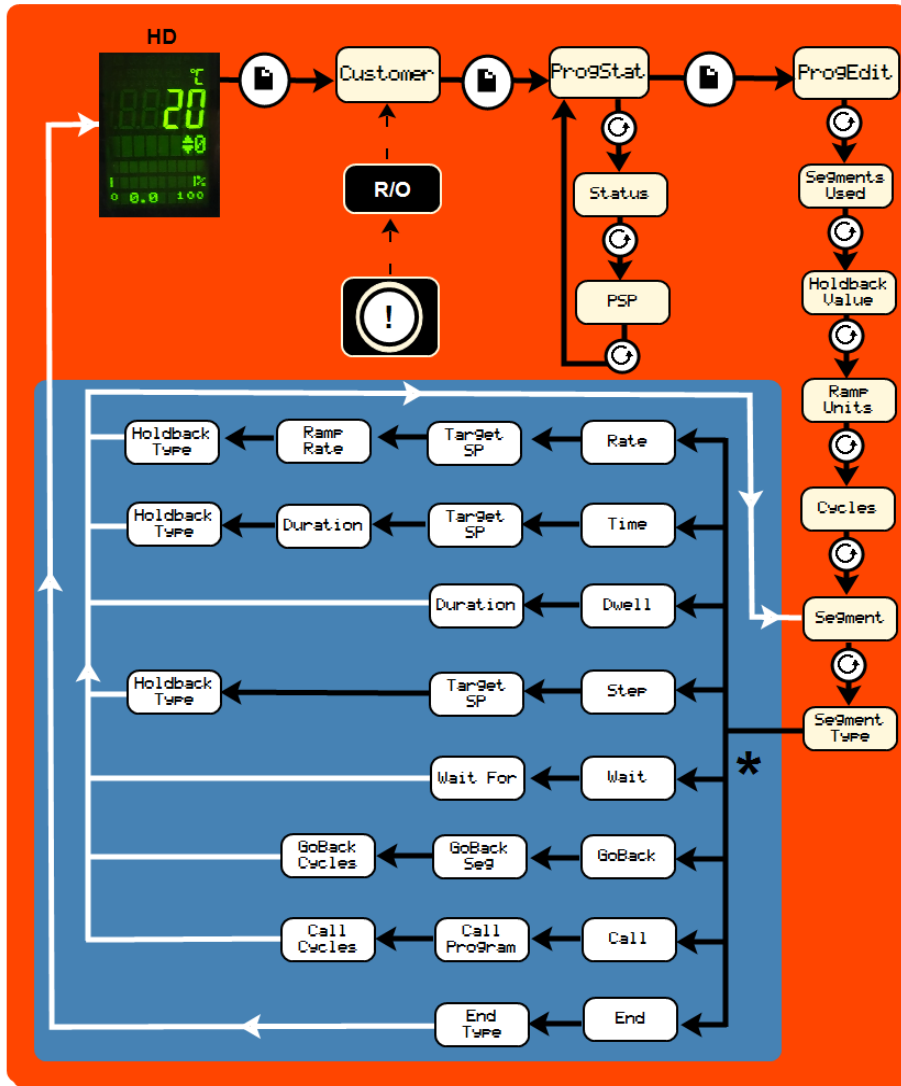 HD
°C
20
0
1 1%
0 0.0 100
Customer
ProgStat
ProgEdit
R/O
!
Status
PSP
Segments
Used
Holdback
Value
Ramp
Units
Cycles
Segment
Segment
Type
Holdback
Type
Ramp
Rate
Target
SP
Rate
Holdback
Type
Duration
Target
SP
Time
Duration
Dwell
Holdback
Type
Target
SP
Step
Wait For
Wait
*
GoBack
Cycles
GoBack
Seg
GoBack
Call
Cycles
Call
Program
Call
End
Type
End